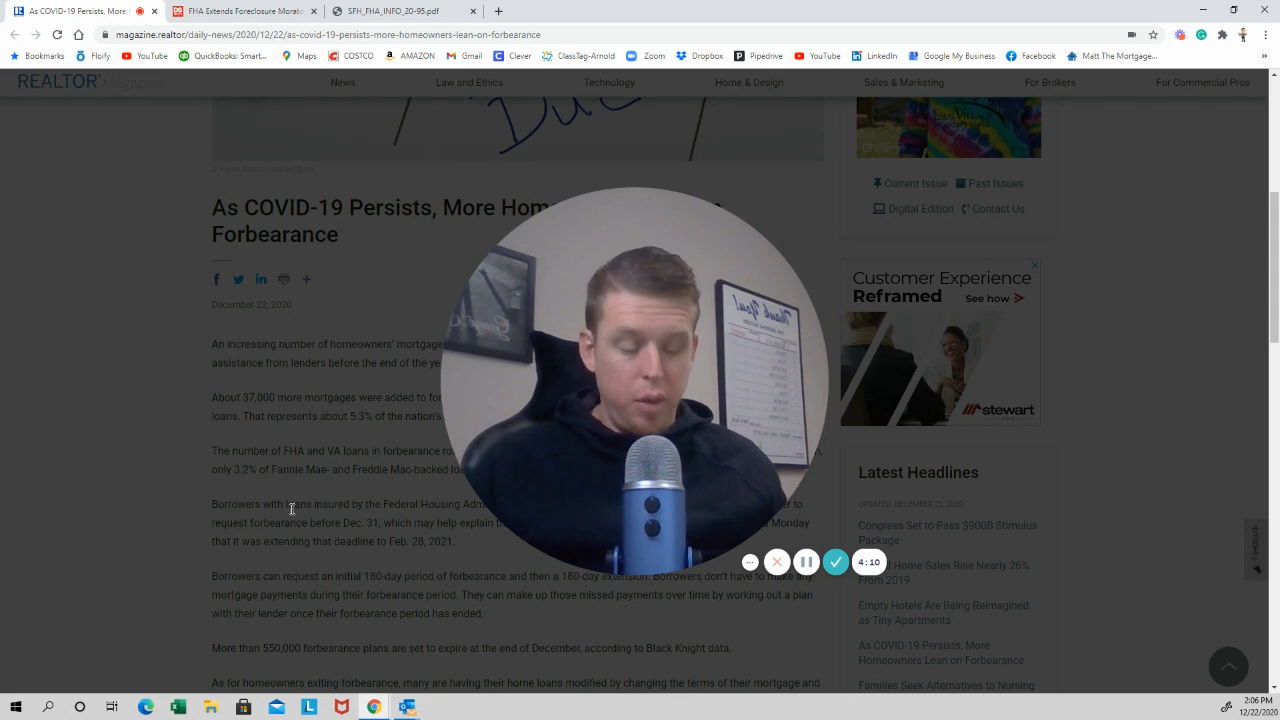 As COVID-19 Persists, More
FHA Extends Foreclosure Morat
SFH_FHA_INFO_20-95.pdf
magazine.realtor/daily-news/2020/12/22/as-covid-19-persists-more-homeowners-lean-on-forbearance
Bookmarks Floify YouTube QuickQual COSTCO Maps AMAZON Gmail Clever ClassTag-Arnold Zoom Dropbox Pipedrive YouTube LinkedIn Google My Business Facebook Matt The Mortgage...
REALTOR Magazine News Law and Ethics Technology Home & Design Sales & Marketing For Brokers For Commercial Pros
Due
Current Issue Past Issues
Digital Edition Contact Us
As COVID-19 Persists, More
Forbearance
December 22, 2020
An increasing number of homeowners' mortgage
assistance from lenders before the end of the
About 37,000 more mortgages were added to
loans. That represents about 5.3% of the nation's
The number of FHA and VA loans in forbearance
only 3.2% of Fannie Mae- and Freddie Mac-backed
Borrowers with loans insured by the Federal Housing
request forbearance before Dec. 31, which may help explain Monday
that it was extending that deadline to Feb. 28, 2021.
Borrowers can request an initial 180-day period of forbearance and then a 180-day extension. Borrowers don't have to make any
mortgage payments during their forbearance period. They can make up those missed payments over time by working out a plan
with their lender once their forbearance period has ended.
More than 550,000 forbearance plans are set to expire at the end of December, according to Black Knight data.
As for homeowners exiting forbearance, many are having their home loans modified by changing the terms of their mortgage and
Thank You!
4:10
Customer Experience
Reframed See how
stewart
Latest Headlines
UPDATED: DECEMBER 22, 2020
Congress Set to Pass $900B Stimulus
Package
Home Sales Rise Nearly 26%
From 2019
Empty Hotels Are Being Reimagined
as Tiny Apartments
As COVID-19 Persists, More
Homeowners Lean on Forbearance
Families Seek Alternatives to Nursing
Feedback
2:06 PM
12/22/2020